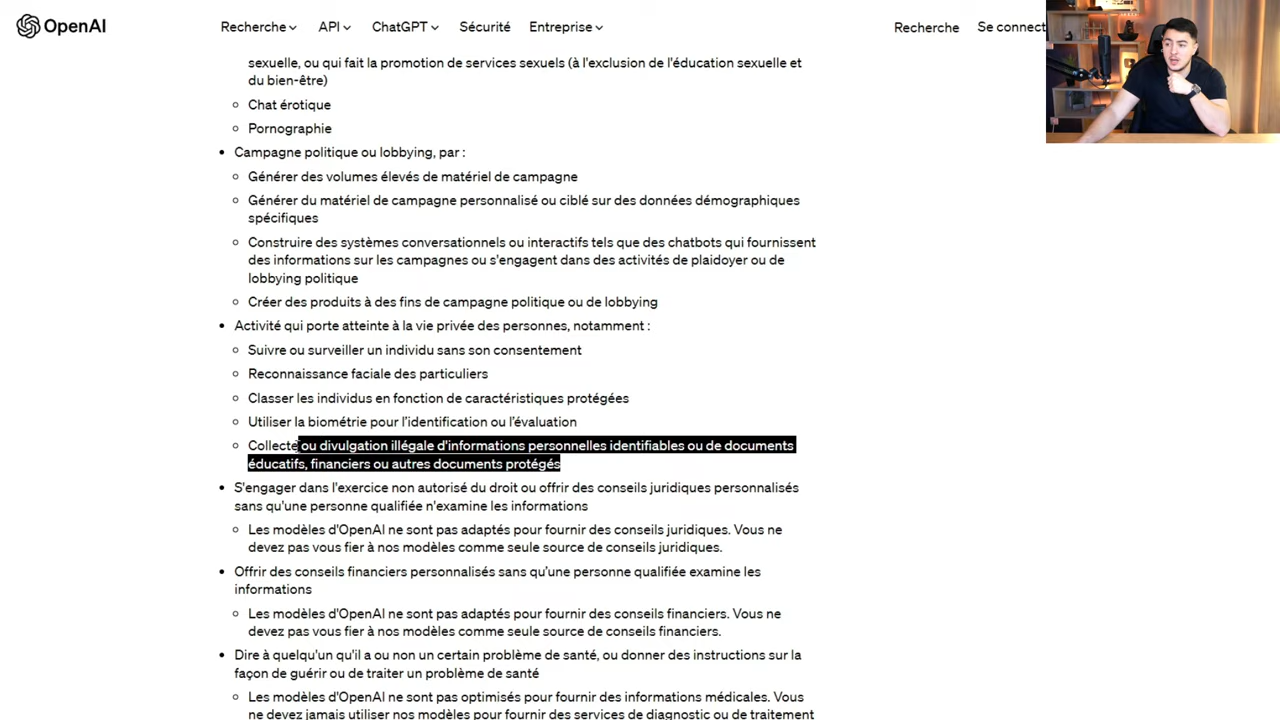 OpenAI
Recherche
API
ChatGPT
Sécurité
Entreprise
Recherche
Se connect
sexuelle, ou qui fait la promotion de services sexuels (à l'exclusion de l'éducation sexuelle et
du bien-être)
Chat érotique
Pornographie
Campagne politique ou lobbying, par :
Générer des volumes élevés de matériel de campagne
Générer du matériel de campagne personnalisé ou ciblé sur des données démographiques
spécifiques
Construire des systèmes conversationnels ou interactifs tels que des chatbots qui fournissent
des informations sur les campagnes ou s'engagent dans des activités de plaidoyer ou de
lobbying politique
Créer des produits à des fins de campagne politique ou de lobbying
Activité qui porte atteinte à la vie privée des personnes, notamment :
Suivre ou surveiller un individu sans son consentement
Reconnaissance faciale des particuliers
Classer les individus en fonction de caractéristiques protégées
Utiliser la biométrie pour l'identification ou l'évaluation
Collecte ou divulgation illégale d'informations personnelles identifiables ou de documents
éducatifs, financiers ou autres documents protégés
S'engager dans l'exercice non autorisé du droit ou offrir des conseils juridiques personnalisés
sans qu'une personne qualifiée n'examine les informations
Les modèles d'OpenAI ne sont pas adaptés pour fournir des conseils juridiques. Vous ne
devez pas vous fier à nos modèles comme seule source de conseils juridiques.
Offrir des conseils financiers personnalisés sans qu'une personne qualifiée examine les
informations
Les modèles d'OpenAI ne sont pas adaptés pour fournir des conseils financiers. Vous ne
devez pas vous fier à nos modèles comme seule source de conseils financiers.
Dire à quelqu'un qu'il a ou non un certain problème de santé, ou donner des instructions sur la
façon de guérir ou de traiter un problème de santé
Les modèles d'OpenAI ne sont pas optimisés pour fournir des informations médicales. Vous
ne devez jamais utiliser nos modèles pour fournir des services de diagnostic ou de traitement